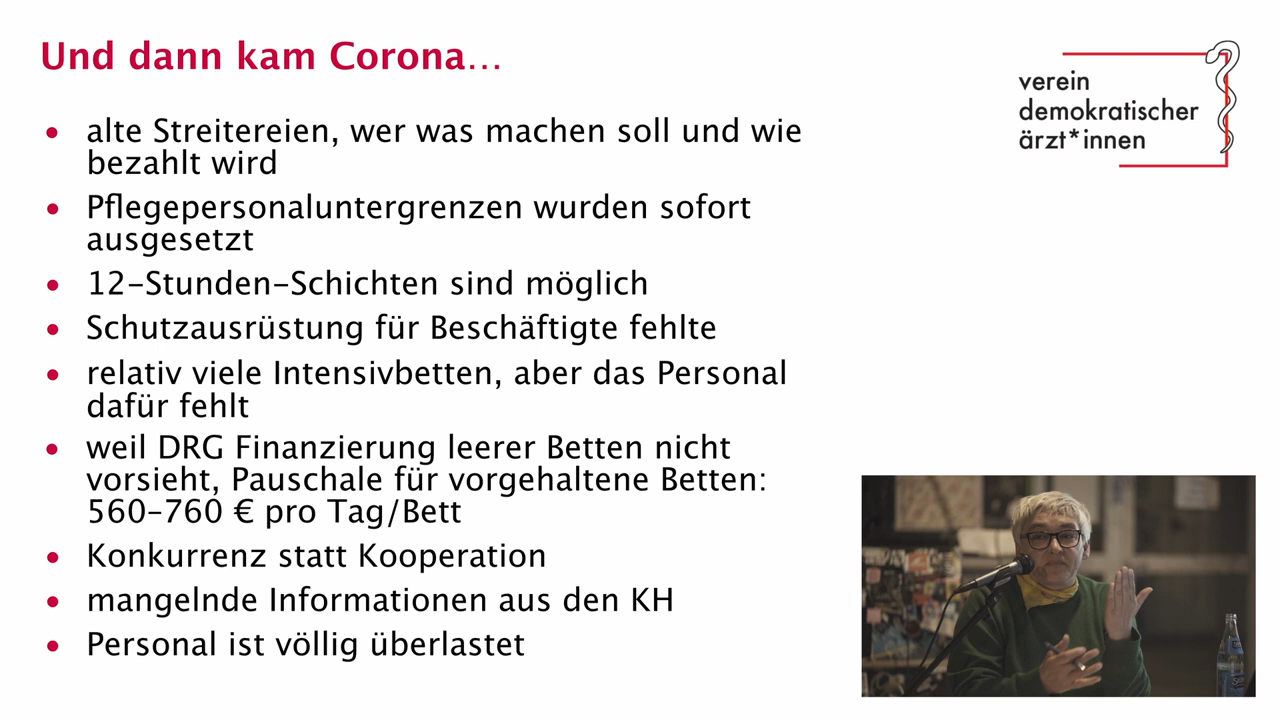 Und dann kam Corona…
verein
demokratischer
ärzt*innen
• alte Streitereien, wer was machen soll und wie
bezahlt wird
• Pflegepersonaluntergrenzen wurden sofort
ausgesetzt
• 12-Stunden-Schichten sind möglich
• Schutzausrüstung für Beschäftigte fehlte
• relativ viele Intensivbetten, aber das Personal
dafür fehlt
• weil DRG Finanzierung leerer Betten nicht
vorsieht, Pauschale für vorgehaltene Betten:
560-760 € pro Tag/Bett
• Konkurrenz statt Kooperation
• mangelnde Informationen aus den KH
• Personal ist völlig überlastet